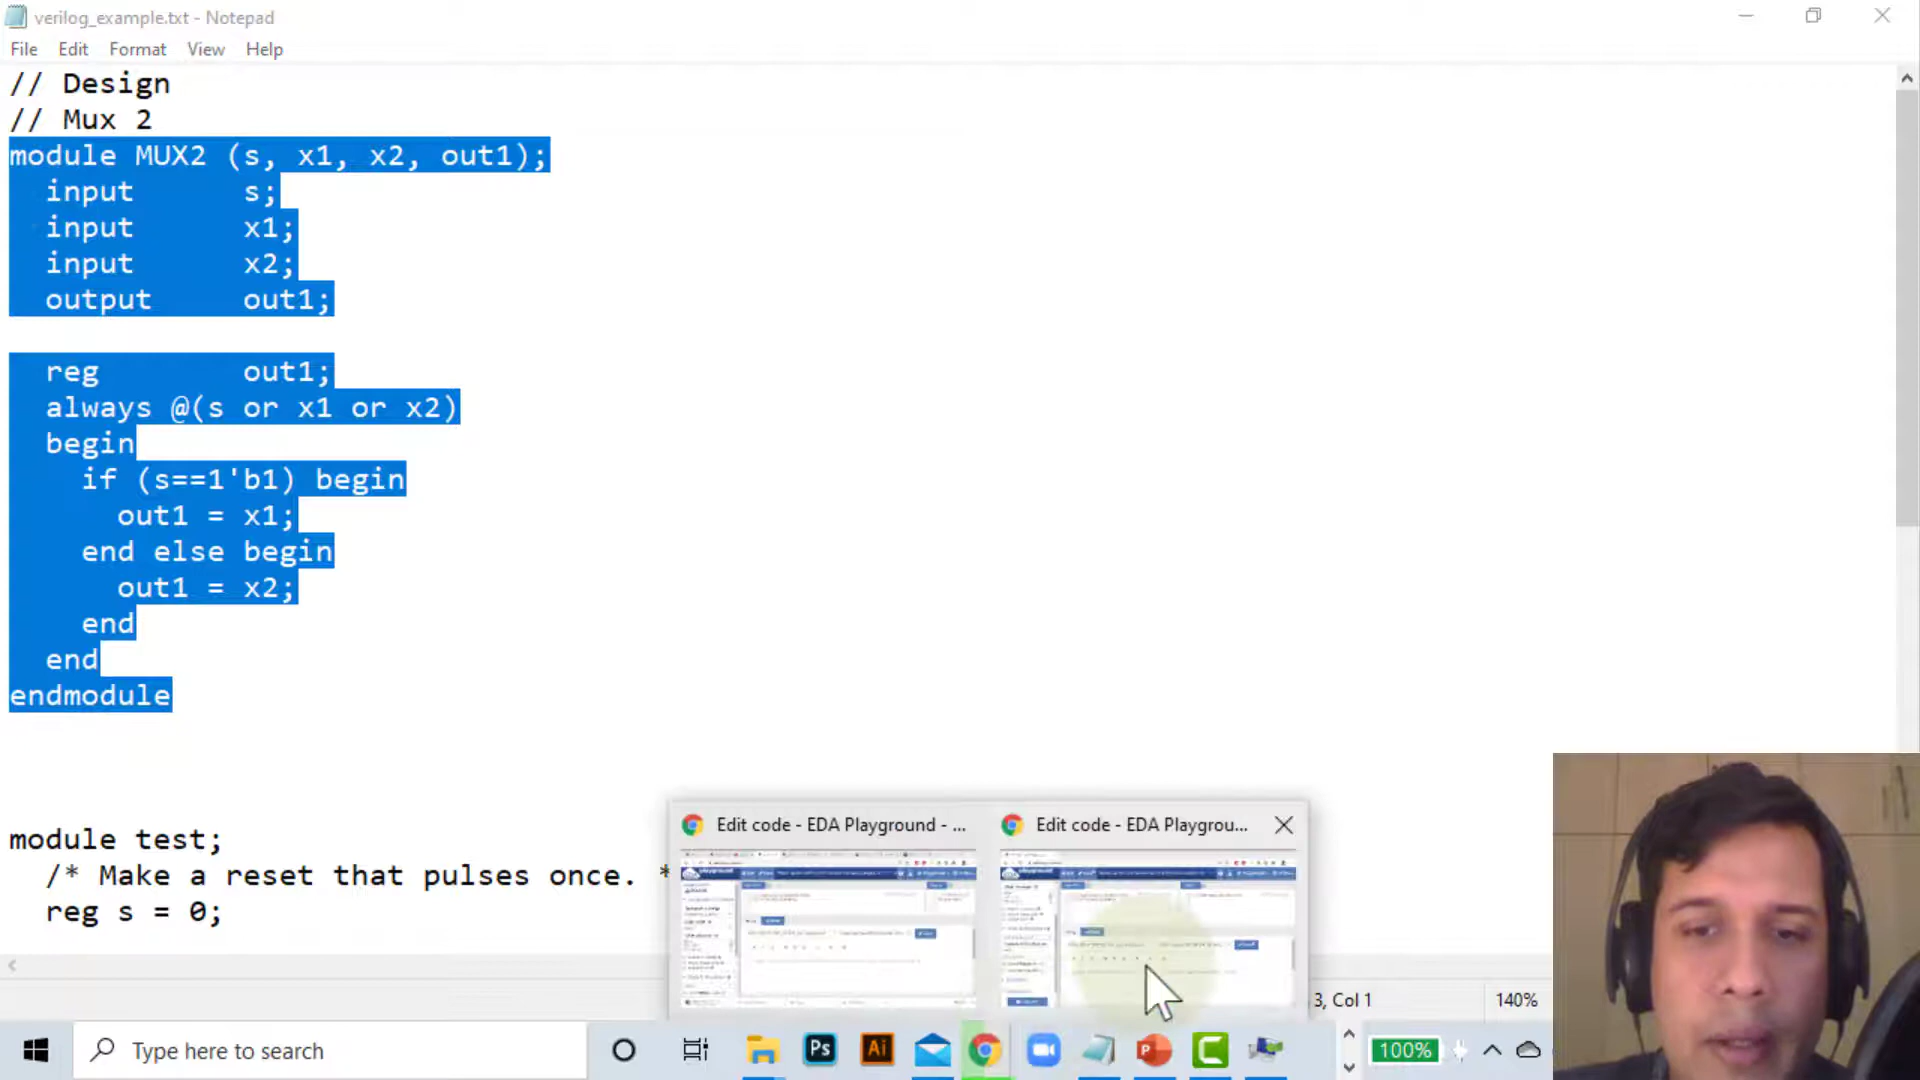 verilog_example.txt - Notepad
File Edit Format View Help
// Design
// Mux 2
module MUX2 (s, x1, x2, out1);
input s;
input x1;
input x2;
output out1;
reg out1;
always @(s or x1 or x2)
begin
if (s==1'b1) begin
out1 = x1;
end else begin
out1 = x2;
end
end
endmodule
module test;
/* Make a reset that pulses once. *
reg s = 0;
Edit code - EDA Playground - ...
Edit code - EDA Playgrou...
3, Col 1
140%
Type here to search
Ps
Ai
100%